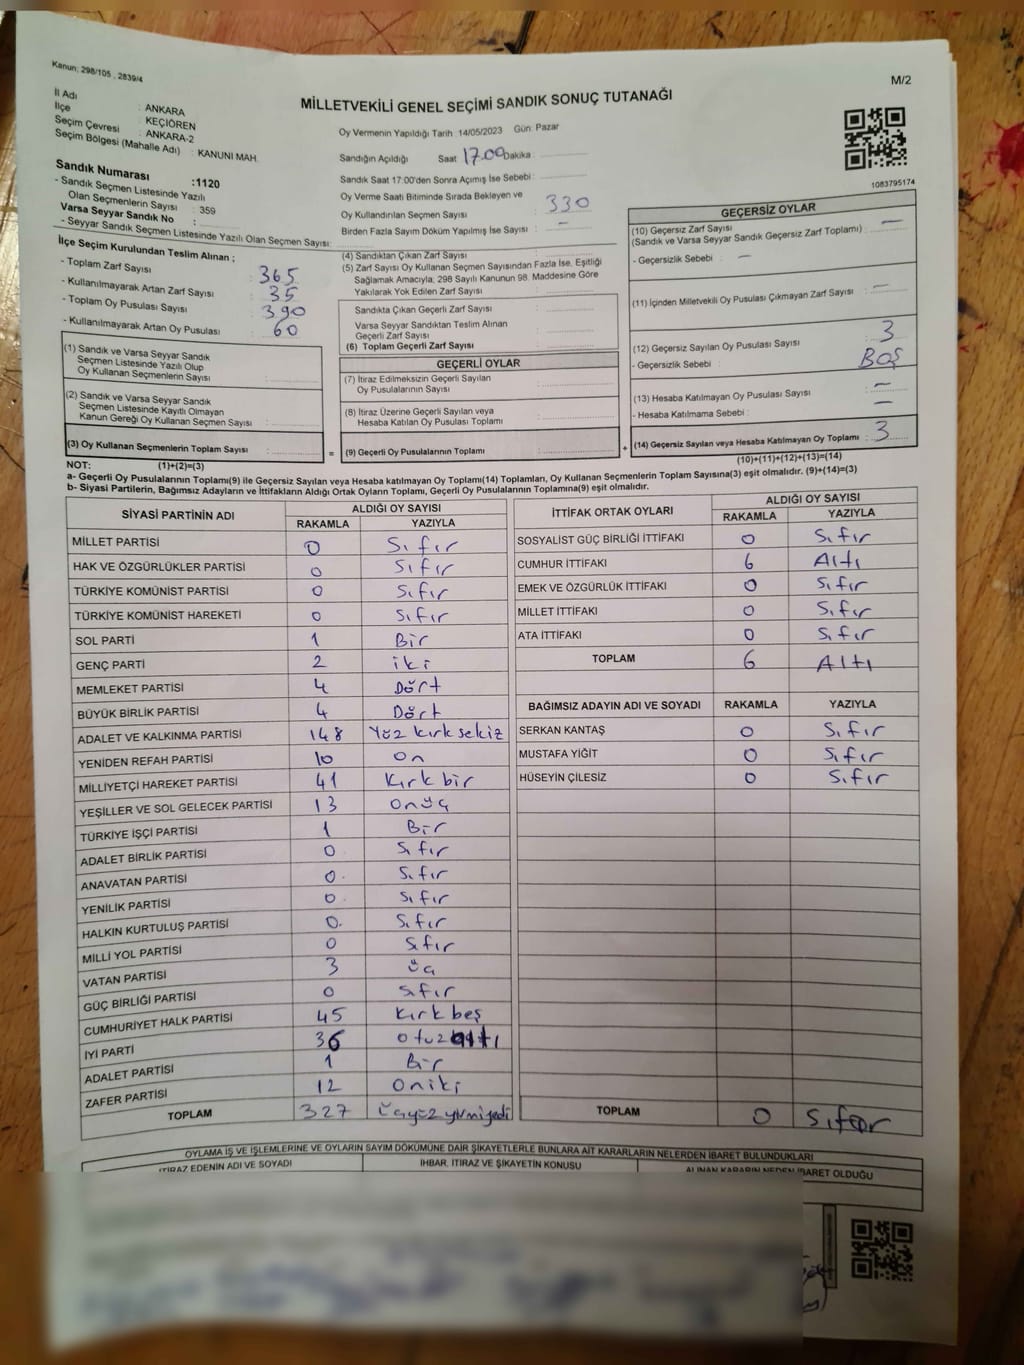 Kanun; 298/105 , 2839/4
M/2
MİLLETVEKİLİ GENEL SEÇİMİ SANDIK SONUÇ TUTANAĞI
İl Adı : ANKARA
İlçe : KEÇİÖREN
Seçim Çevresi : ANKARA-2
Seçim Bölgesi (Mahalle Adı) : KANUNİ MAH.
Sandık Numarası :1120
- Sandık Seçmen Listesinde Yazılı
Olan Seçmenlerin Sayısı : 359
Varsa Seyyar Sandık No :
- Seyyar Sandık Seçmen Listesinde Yazılı Olan Seçmen Sayısı:
Oy Vermenin Yapıldığı Tarih :14/05/2023 Gün: Pazar
Sandığın Açıldığı Saat 17.00 Dakika :
Sandık Saat 17:00'den Sonra Açımış İse Sebebi :
Oy Verme Saati Bitiminde Sırada Bekleyen ve
Oy Kullandırılan Seçmen Sayısı : 330
Birden Fazla Sayım Döküm Yapılmış İse Sayısı : -
1083795174
İlçe Seçim Kurulundan Teslim Alınan ;
- Toplam Zarf Sayısı : 365
- Kullanılmayarak Artan Zarf Sayısı : 35
- Toplam Oy Pusulası Sayısı : 390
- Kullanılmayarak Artan Oy Pusulası : 60
(1) Sandık ve Varsa Seyyar Sandık
Seçmen Listesinde Yazılı Olup
Oy Kullanan Seçmenlerin Sayısı :
(2) Sandık ve Varsa Seyyar Sandık
Seçmen Listesinde Kayıtlı Olmayan
Kanun Gereği Oy Kullanan Seçmen Sayısı :
(3) Oy Kullanan Seçmenlerin Toplam Sayısı :
=
(4) Sandıktan Çıkan Zarf Sayısı :
(5) Zarf Sayısı Oy Kullanan Seçmen Sayısından Fazla İse, Eşitliği
Sağlamak Amacıyla; 298 Sayılı Kanunun 98. Maddesine Göre
Yakılarak Yok Edilen Zarf Sayısı :
Sandıkta Çıkan Geçerli Zarf Sayısı :
Varsa Seyyar Sandıktan Teslim Alınan
Geçerli Zarf Sayısı :
(6) Toplam Geçerli Zarf Sayısı :
GEÇERLİ OYLAR
(7) İtiraz Edilmeksizin Geçerli Sayılan
Oy Pusulalarının Sayısı :
(8) İtiraz Üzerine Geçerli Sayılan veya
Hesaba Katılan Oy Pusulası Toplamı :
(9) Geçerli Oy Pusulalarının Toplamı :
+
GEÇERSİZ OYLAR
(10) Geçersiz Zarf Sayısı : -
(Sandık ve Varsa Seyyar Sandık Geçersiz Zarf Toplamı)
- Geçersizlik Sebebi : -
(11) İçinden Milletvekili Oy Pusulası Çıkmayan Zarf Sayısı : -
(12) Geçersiz Sayılan Oy Pusulası Sayısı : 3
- Geçersizlik Sebebi : BOŞ
(13) Hesaba Katılmayan Oy Pusulası Sayısı : -
- Hesaba Katılmama Sebebi : -
(14) Geçersiz Sayılan veya Hesaba Katılmayan Oy Toplamı : 3
NOT: (1)+(2)=(3)
(10)+(11)+(12)+(13)=(14)
a- Geçerli Oy Pusulalarının Toplamı(9) ile Geçersiz Sayılan veya Hesaba katılmayan Oy Toplamı(14) Toplamları, Oy Kullanan Seçmenlerin Toplam Sayısına(3) eşit olmalıdır. (9)+(14)=(3)
b- Siyasi Partilerin, Bağımsız Adayların ve İttifakların Aldığı Ortak Oyların Toplamı, Geçerli Oy Pusulalarının Toplamına(9) eşit olmalıdır.
SİYASİ PARTİNİN ADI ALDIĞI OY SAYISI
RAKAMLA YAZIYLA
MİLLET PARTİSİ 0 Sıfır
HAK VE ÖZGÜRLÜKLER PARTİSİ 0 Sıfır
TÜRKİYE KOMÜNİST PARTİSİ 0 Sıfır
TÜRKİYE KOMÜNİST HAREKETİ 0 Sıfır
SOL PARTİ 1 Bir
GENÇ PARTİ 2 iki
MEMLEKET PARTİSİ 4 Dört
BÜYÜK BİRLİK PARTİSİ 4 Dört
ADALET VE KALKINMA PARTİSİ 148 Yüz kırk sekiz
YENİDEN REFAH PARTİSİ 10 on
MİLLİYETÇİ HAREKET PARTİSİ 41 Kırk bir
YEŞİLLER VE SOL GELECEK PARTİSİ 13 onüç
TÜRKİYE İŞÇİ PARTİSİ 1 Bir
ADALET BİRLİK PARTİSİ 0 Sıfır
ANAVATAN PARTİSİ 0 Sıfır
YENİLİK PARTİSİ 0 Sıfır
HALKIN KURTULUŞ PARTİSİ 0 Sıfır
MİLLİ YOL PARTİSİ 0 Sıfır
VATAN PARTİSİ 3 üç
GÜÇ BİRLİĞİ PARTİSİ 0 Sıfır
CUMHURİYET HALK PARTİSİ 45 Kırk beş
İYİ PARTİ 36 otuz altı
ADALET PARTİSİ 1 Bir
ZAFER PARTİSİ 12 Oniki
TOPLAM 327 Üçyüz yirmiyedi
İTTİFAK ORTAK OYLARI ALDIĞI OY SAYISI
RAKAMLA YAZIYLA
SOSYALİST GÜÇ BİRLİĞİ İTTİFAKI 0 Sıfır
CUMHUR İTTİFAKI 6 Altı
EMEK VE ÖZGÜRLÜK İTTİFAKI 0 Sıfır
MİLLET İTTİFAKI 0 Sıfır
ATA İTTİFAKI 0 Sıfır
TOPLAM 6 Altı
BAĞIMSIZ ADAYIN ADI VE SOYADI RAKAMLA YAZIYLA
SERKAN KANTAŞ 0 Sıfır
MUSTAFA YİĞİT 0 Sıfır
HÜSEYİN ÇİLESİZ 0 Sıfır
TOPLAM 0 Sıfır
OYLAMA İŞ VE İŞLEMLERİNE VE OYLARIN SAYIM DÖKÜMÜNE DAİR ŞİKAYETLERLE BUNLARA AİT KARARLARIN NELERDEN İBARET BULUNDUKLARI
İTİRAZ EDENİN ADI VE SOYADI İHBAR, İTİRAZ VE ŞİKAYETİN KONUSU ALINAN KARARIN NEDEN İBARET OLDUĞU